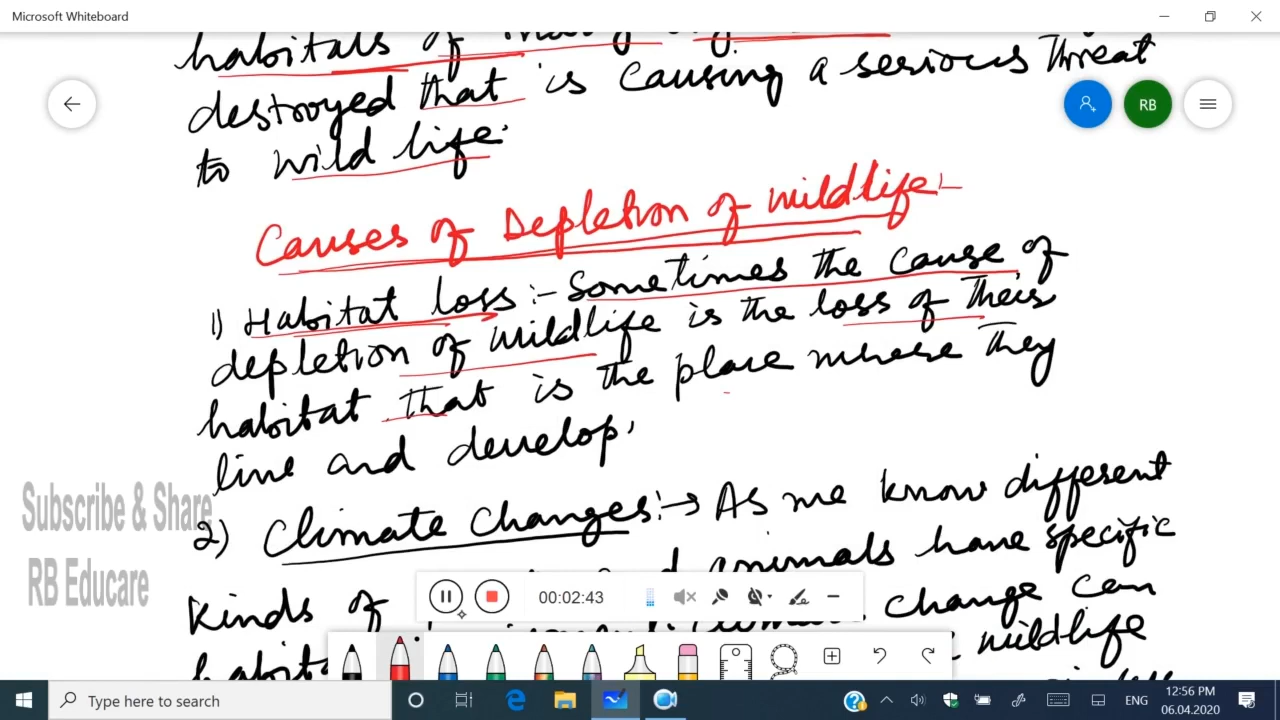 Microsoft Whiteboard
habitals of many
destroyed that is causing a serious threat
to wild life.
RB
Causes of Depletion of wildlife:-
1) Habitat loss:- Sometimes the cause of
depletion of wildlife is the loss of their
habitat that is the place where they
live and develop.
2) Climate Changes:→ As we know different
Kinds of animals have specific
change can
wildlife
Subscribe & Share
RB Educare
00:02:43
Type here to search
ENG
12:56 PM
06.04.2020